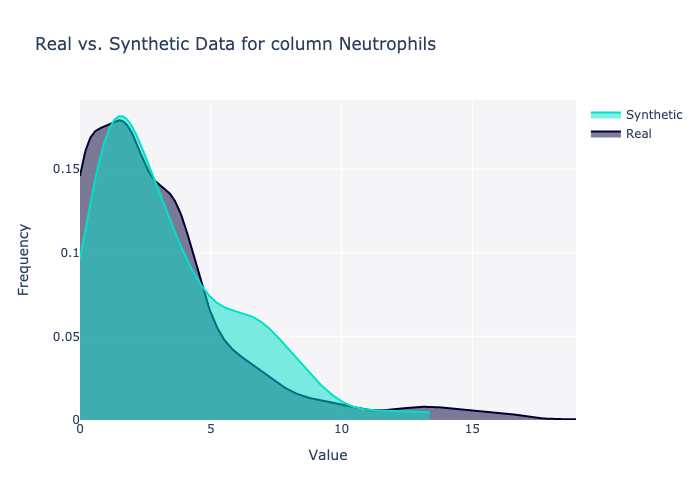 Real vs. Synthetic Data for column Neutrophils
Synthetic
Real
Frequency
0.15
0.1
0.05
0
0
5
10
15
Value